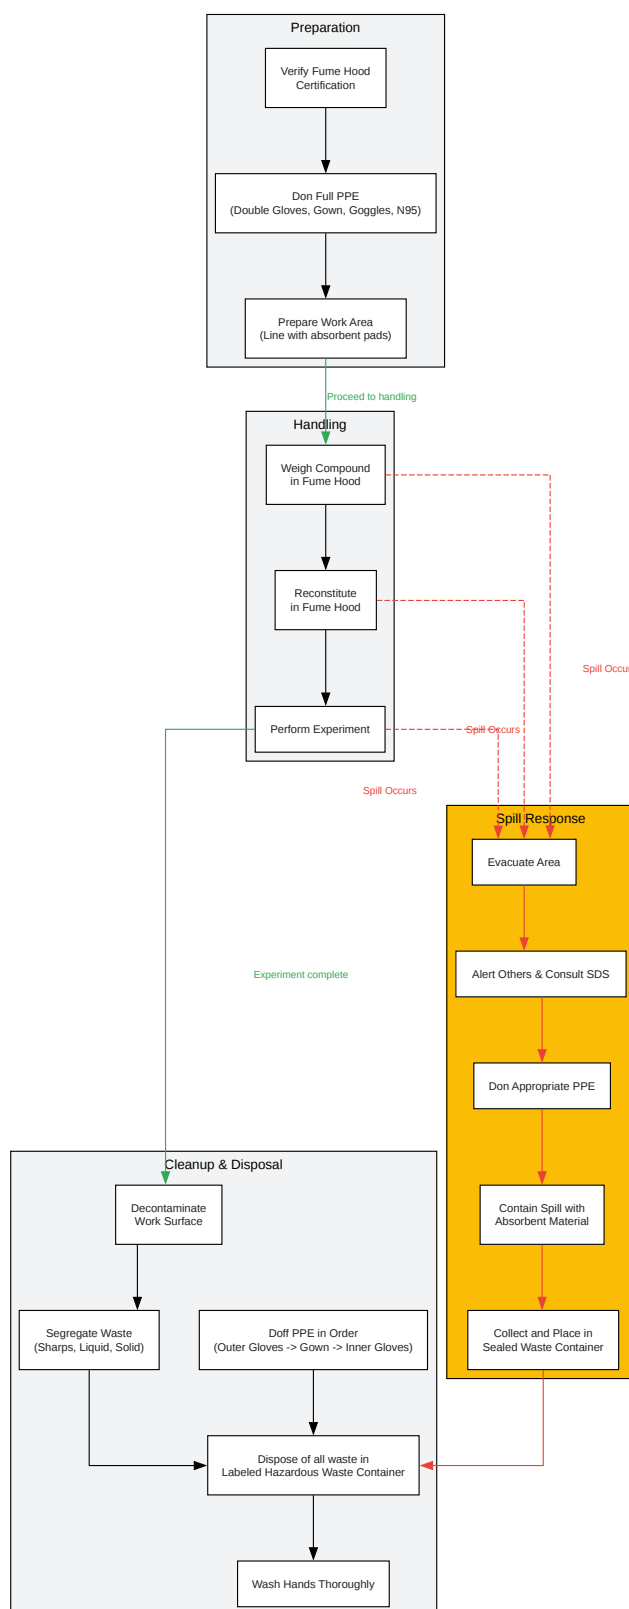 Preparation
Verify Fume Hood
Certification
Don Full PPE
(Double Gloves, Gown, Goggles, N95)
Prepare Work Area
(Line with absorbent pads)
Proceed to handling
Handling
Weigh Compound
in Fume Hood
Reconstitute
in Fume Hood
Spill Occur
Perform Experiment
Spill Occurs
Spill Occurs
Spill Response
Evacuate Area
Experiment complete
Alert Others & Consult SDS
Don Appropriate PPE
Cleanup & Disposal
Decontaminate
Work Surface
Contain Spill with
Absorbent Material
Segregate Waste
(Sharps, Liquid, Solid)
Doff PPE in Order
(Outer Gloves -> Gown -> Inner Gloves)
Collect and Place in
Sealed Waste Container
Dispose of all waste in
Labeled Hazardous Waste Container
Wash Hands Thoroughly